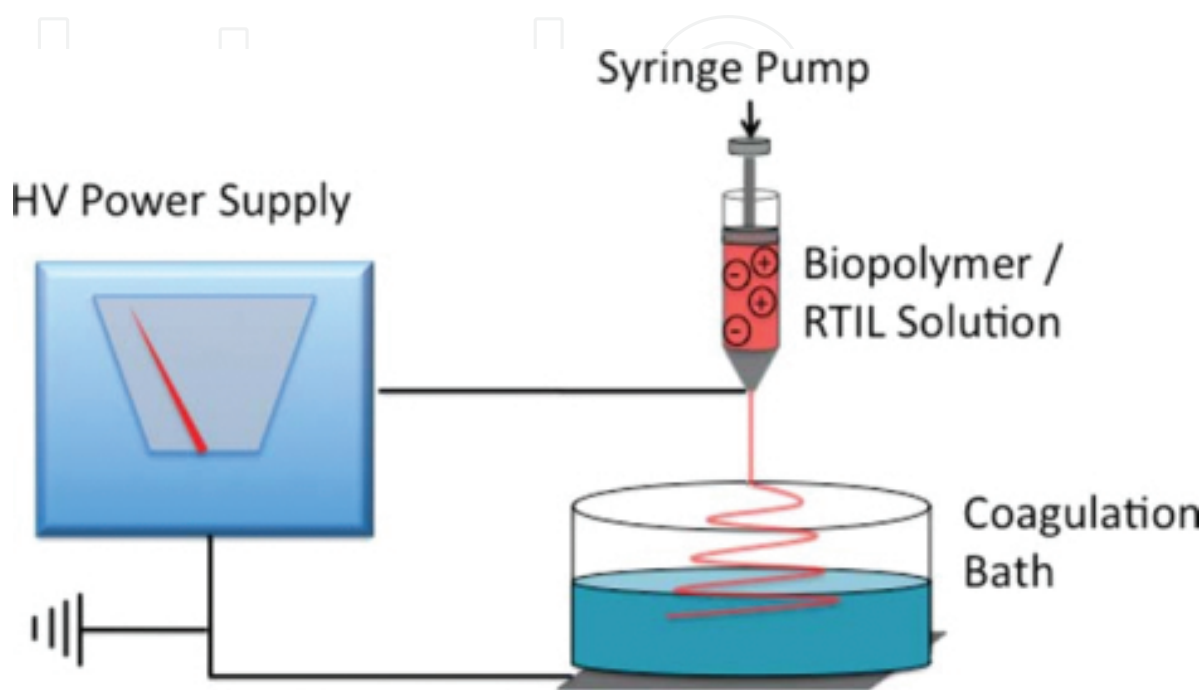 Syringe Pump
HV Power Supply
Biopolymer /
RTIL Solution
Coagulation
Bath